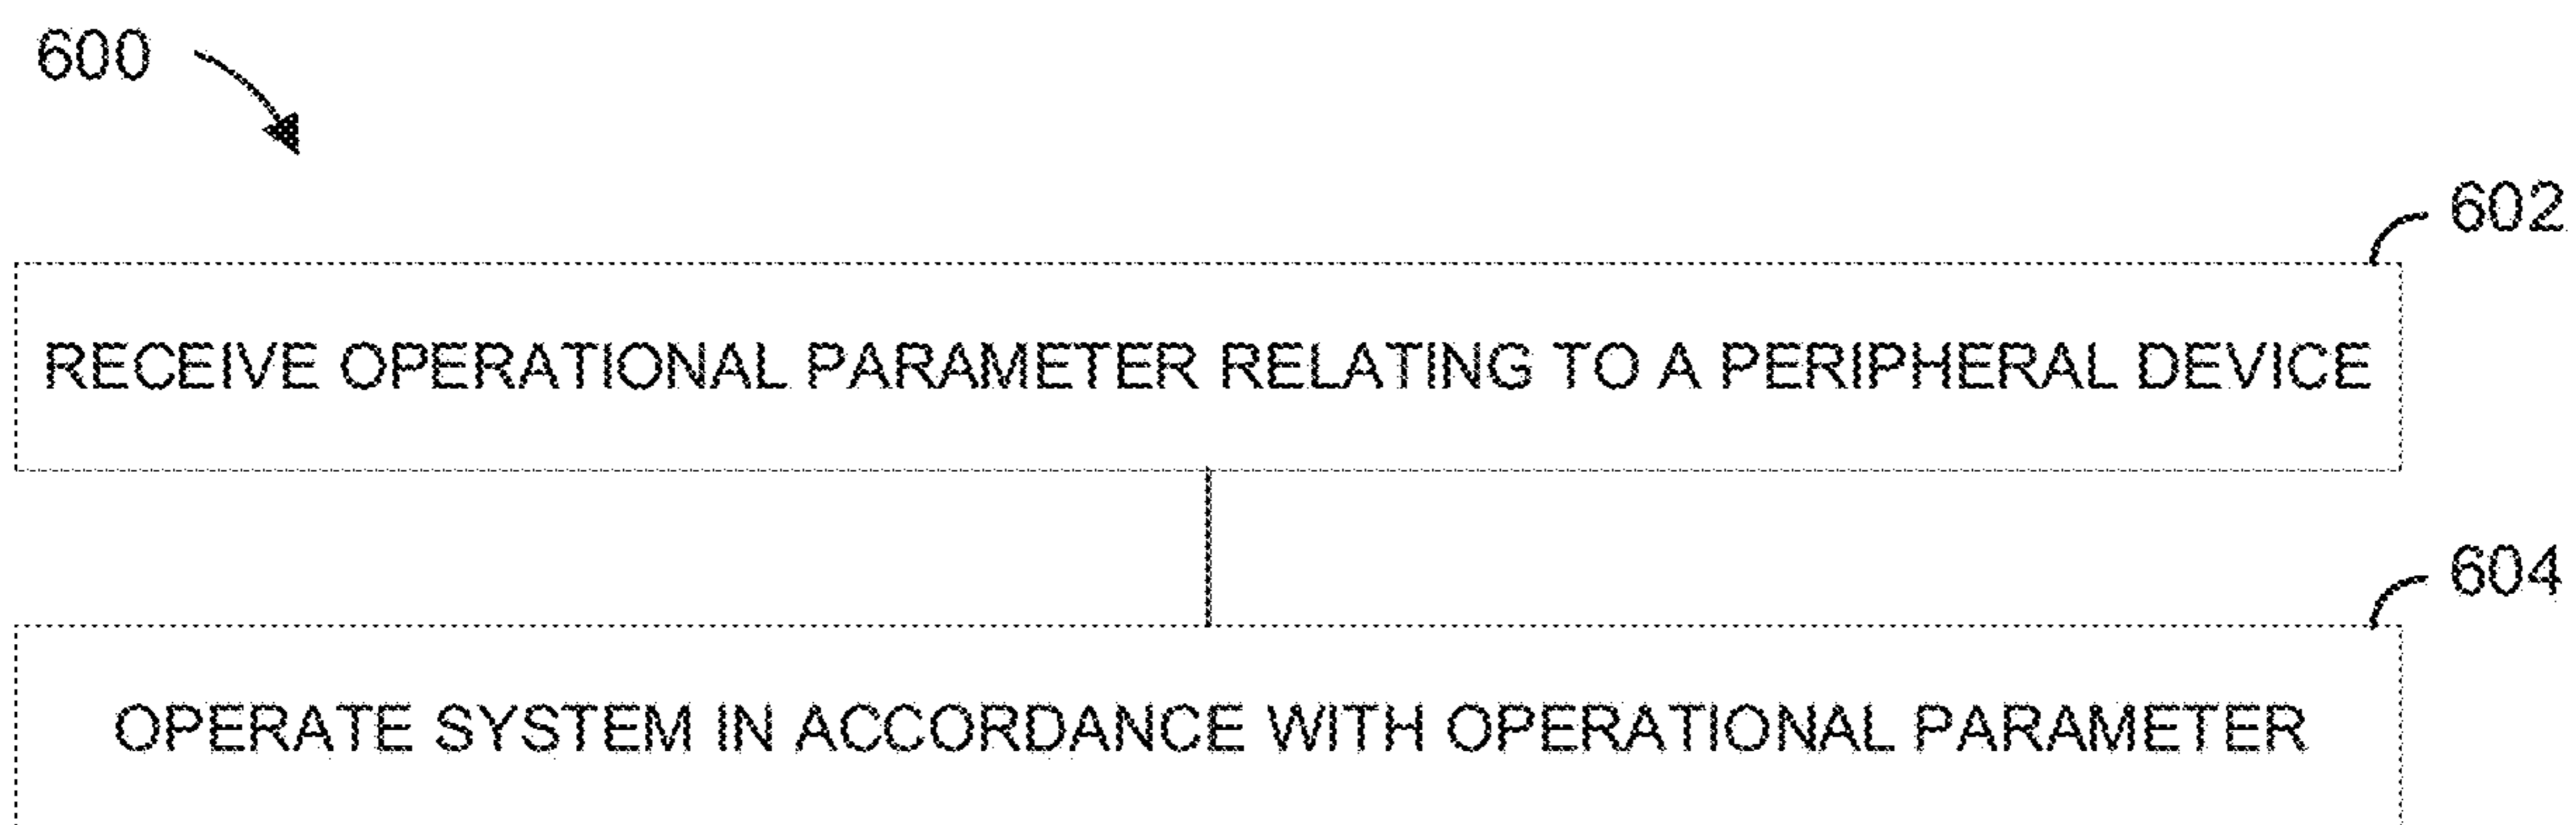 600
602
RECEIVE OPERATIONAL PARAMETER RELATING TO A PERIPHERAL DEVICE
604
OPERATE SYSTEM IN ACCORDANCE WITH OPERATIONAL PARAMETER